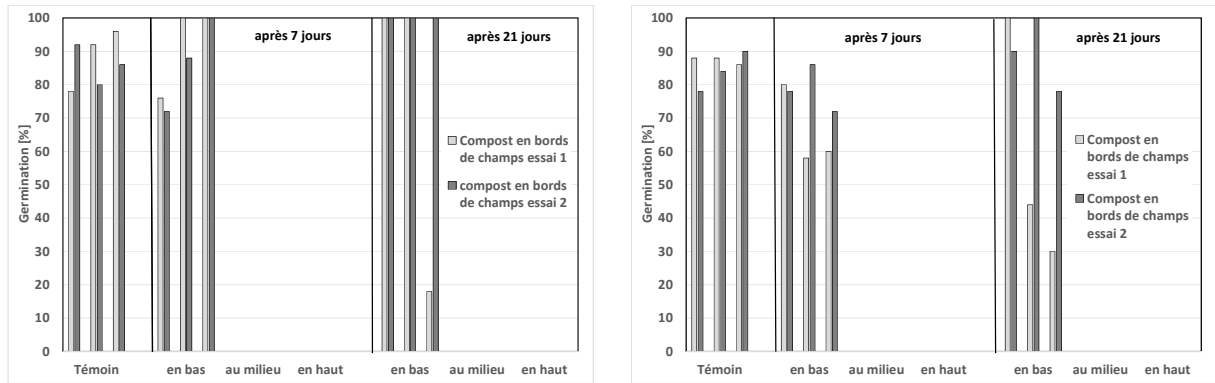 100
90
80
70
60
50
40
30
20
10
0
Germination [%]
après 7 jours
après 21 jours
Compost en bords
de champs essai 1
compost en bords
de champs essai 2
Témoin
en bas
au milieu
en haut
en bas
au milieu
en haut
100
90
80
70
60
50
40
30
20
10
0
Germination [%]
après 7 jours
après 21 jours
Compost en
bords de champs
essai 1
Compost en
bords de champs
essai 2
Témoin
en bas
au milieu
en haut
en bas
au milieu
en haut